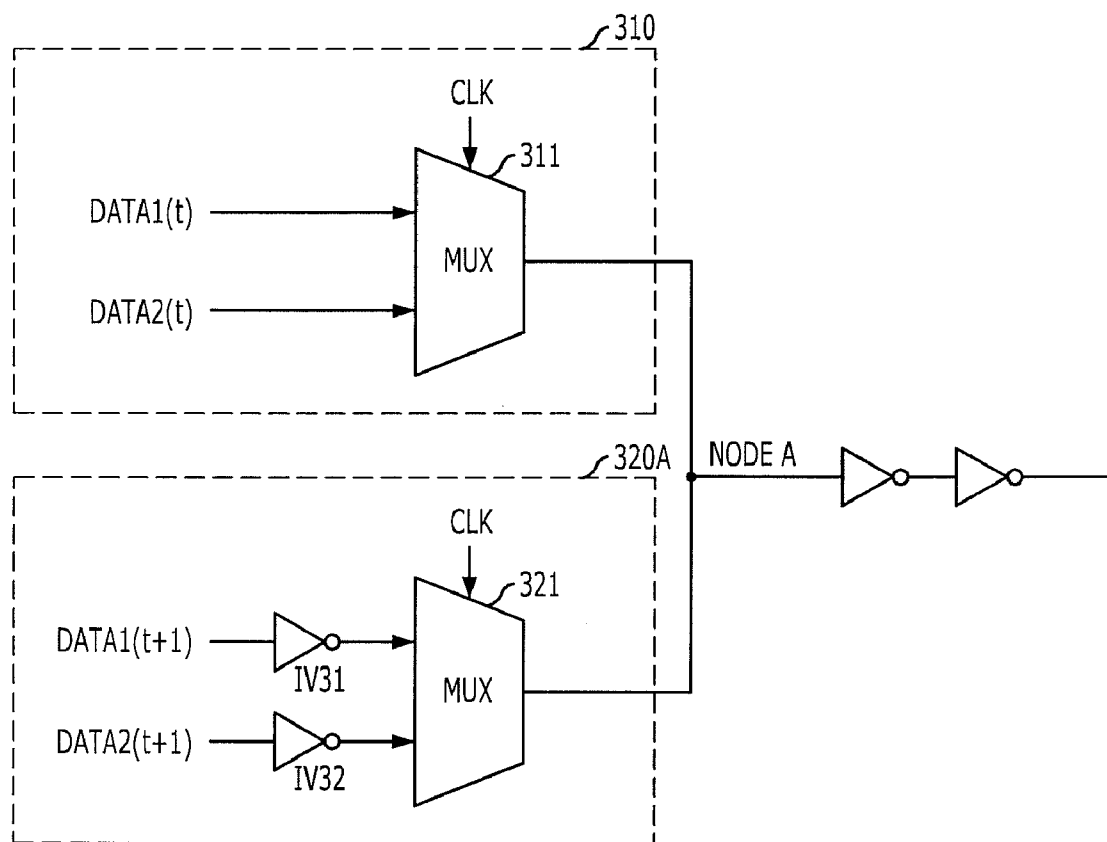 310
CLK
311
DATA1(t)
MUX
DATA2(t)
320A
NODE A
CLK
321
DATA1(t+1)
IV31
MUX
DATA2(t+1)
IV32